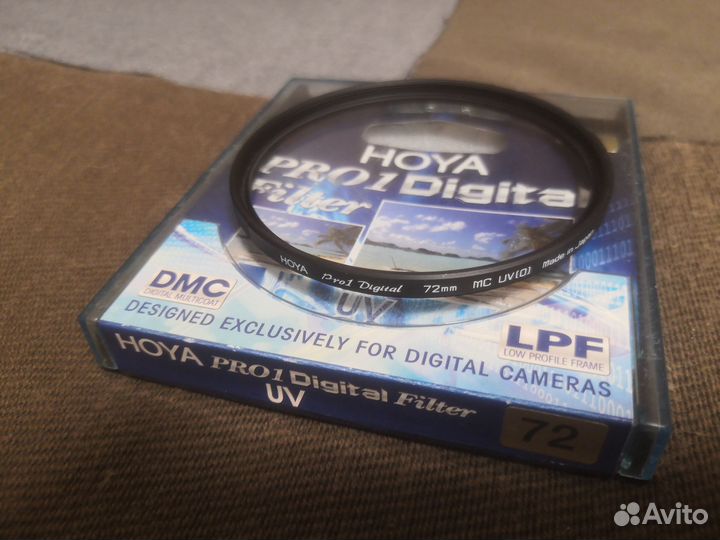 HOYA
PRO1 Digital
Filter
HOYA Pro1 Digital 72mm MC UV(0) Made in Japan
UV
DMC
DIGITAL MULTICOAT
LPF
LOW PROFILE FRAME
DESIGNED EXCLUSIVELY FOR DIGITAL CAMERAS
HOYA PRO1 Digital Filter
UV
72
Avito